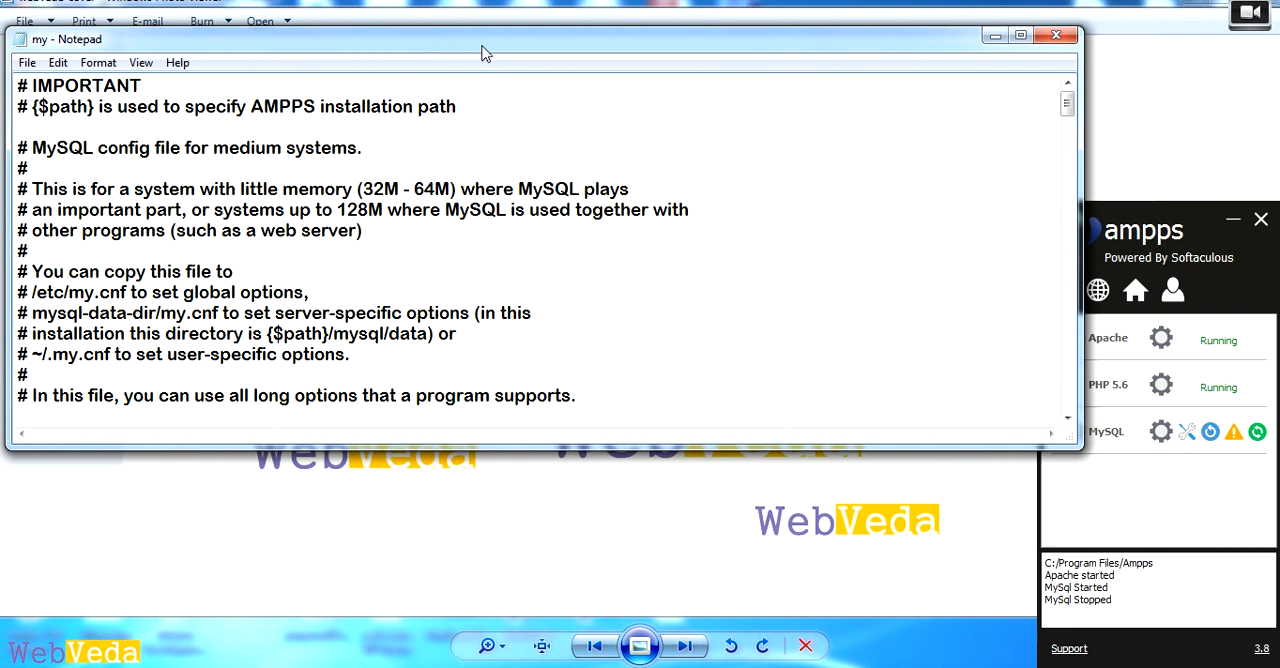 File Print E-mail Burn Open
my - Notepad
File Edit Format View Help
# IMPORTANT
# {$path} is used to specify AMPPS installation path
# MySQL config file for medium systems.
#
# This is for a system with little memory (32M - 64M) where MySQL plays
# an important part, or systems up to 128M where MySQL is used together with
# other programs (such as a web server)
#
# You can copy this file to
# /etc/my.cnf to set global options,
# mysql-data-dir/my.cnf to set server-specific options (in this
# installation this directory is {$path}/mysql/data) or
# ~/.my.cnf to set user-specific options.
#
# In this file, you can use all long options that a program supports.
ampps
Powered By Softaculous
Apache Running
PHP 5.6 Running
MySQL
WebVeda
WebVeda
WebVeda
C:/Program Files/Ampps
Apache started
MySql Started
MySql Stopped
Support 3.8
WebVeda